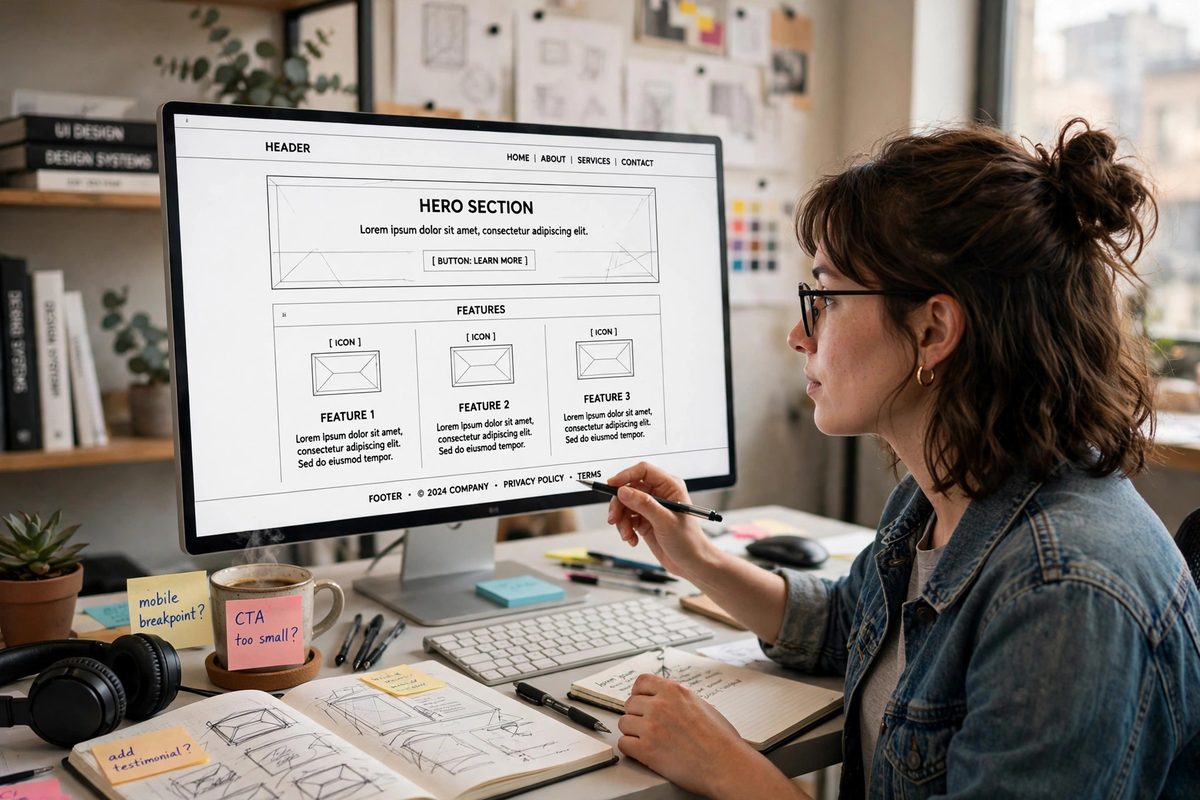 UI DESIGN
DESIGN SYSTEMS
HEADER
HOME | ABOUT | SERVICES | CONTACT
HERO SECTION
Lorem ipsum dolor sit amet, consectetur adipiscing elit.
[ BUTTON: LEARN MORE ]
FEATURES
[ ICON ]
FEATURE 1
Lorem ipsum dolor sit amet,
consectetur adipiscing elit.
Sed do eiusmod tempor.
[ ICON ]
FEATURE 2
Lorem ipsum dolor sit amet,
consectetur adipiscing elit.
Sed do eiusmod tempor.
[ ICON ]
FEATURE 3
Lorem ipsum dolor sit amet,
consectetur adipiscing elit.
Sed do eiusmod tempor.
FOOTER • © 2024 COMPANY • PRIVACY POLICY • TERMS
mobile
breakpoint?
CTA
too small?
add
testimonial?